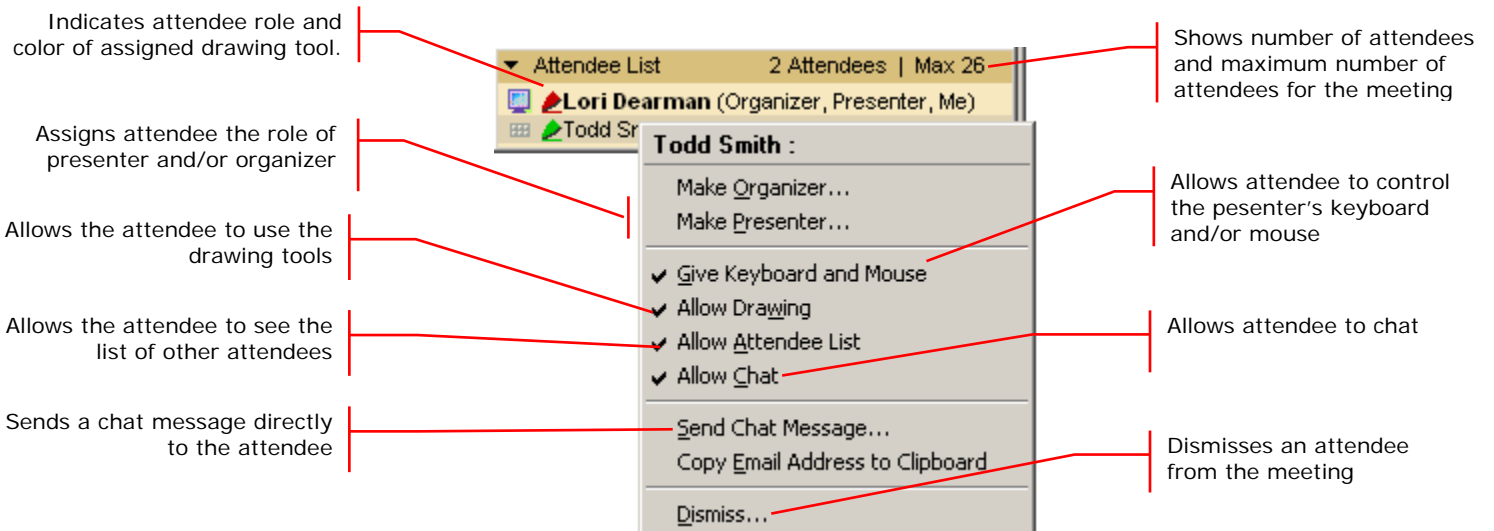 Indicates attendee role and
color of assigned drawing tool.
Shows number of attendees
and maximum number of
attendees for the meeting
Attendee List 2 Attendees | Max 26
Lori Dearman (Organizer, Presenter, Me)
Todd Sr
Assigns attendee the role of
presenter and/or organizer
Todd Smith :
Make Organizer...
Make Presenter...
Allows attendee to control
the pesenter's keyboard
and/or mouse
Allows the attendee to use the
drawing tools
Give Keyboard and Mouse
Allow Drawing
Allows the attendee to see the
list of other attendees
Allow Attendee List
Allow Chat
Allows attendee to chat
Sends a chat message directly
to the attendee
Send Chat Message...
Copy Email Address to Clipboard
Dismisses an attendee
from the meeting
Dismiss...